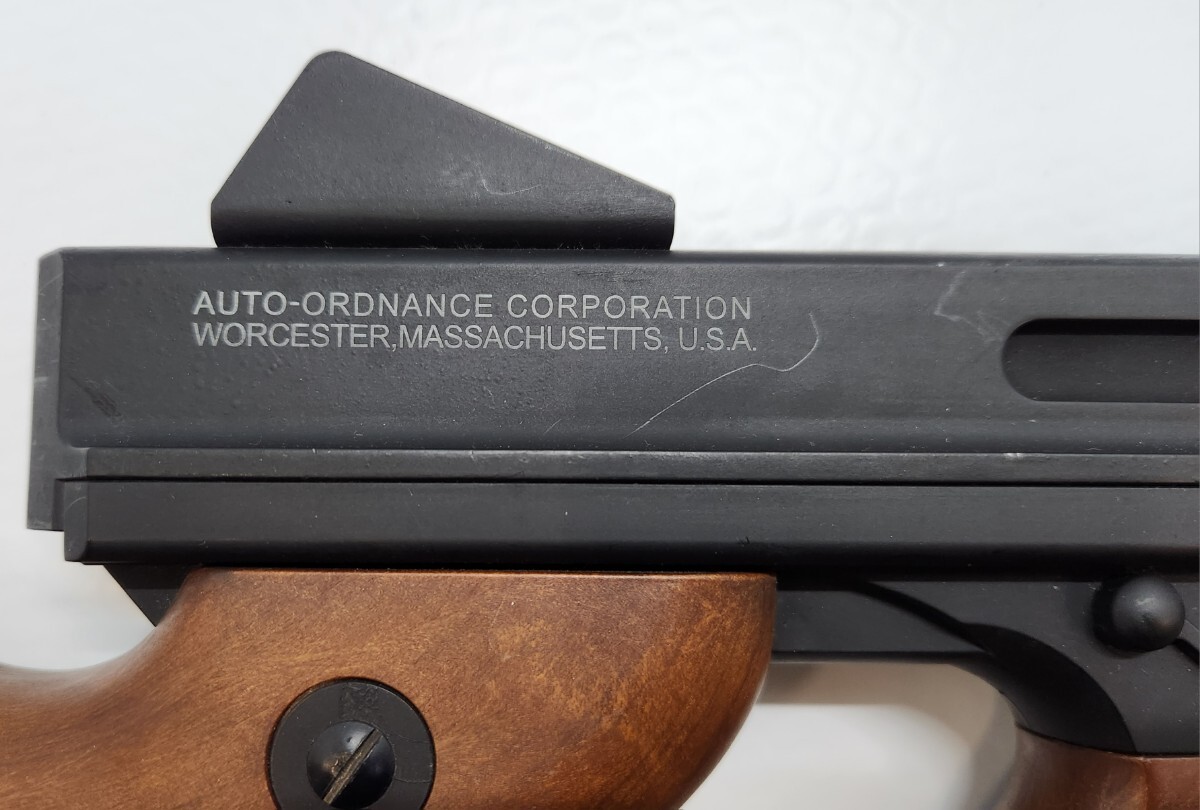 AUTO-ORDNANCE CORPORATION
WORCESTER,MASSACHUSETTS, U.S.A.